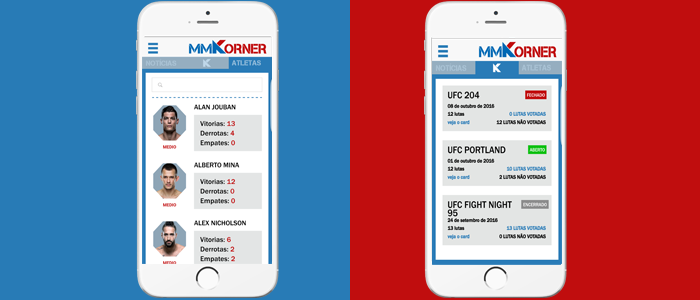 MMKORNER
NOTÍCIAS
ATLETAS
ALAN JOUBAN
Vitorias: 13
Derrotas: 4
Empates: 0
MEDIO
ALBERTO MINA
Vitorias: 12
Derrotas: 0
Empates: 0
MEDIO
ALEX NICHOLSON
Vitorias: 6
Derrotas: 2
Empates: 2
MEDIO
MMKORNER
NOTÍCIAS K ATLETAS
UFC 204 FECHADO
08 de outubro de 2016
12 lutas 0 LUTAS VOTADAS
veja o card 12 LUTAS NÃO VOTADAS
UFC PORTLAND ABERTO
01 de outubro de 2016
12 lutas 10 LUTAS VOTADAS
veja o card 2 LUTAS NÃO VOTADAS
UFC FIGHT NIGHT ENCERRADO
95
24 de setembro de 2016
13 lutas 13 LUTAS VOTADAS
veja o card 0 LUTAS NÃO VOTADAS